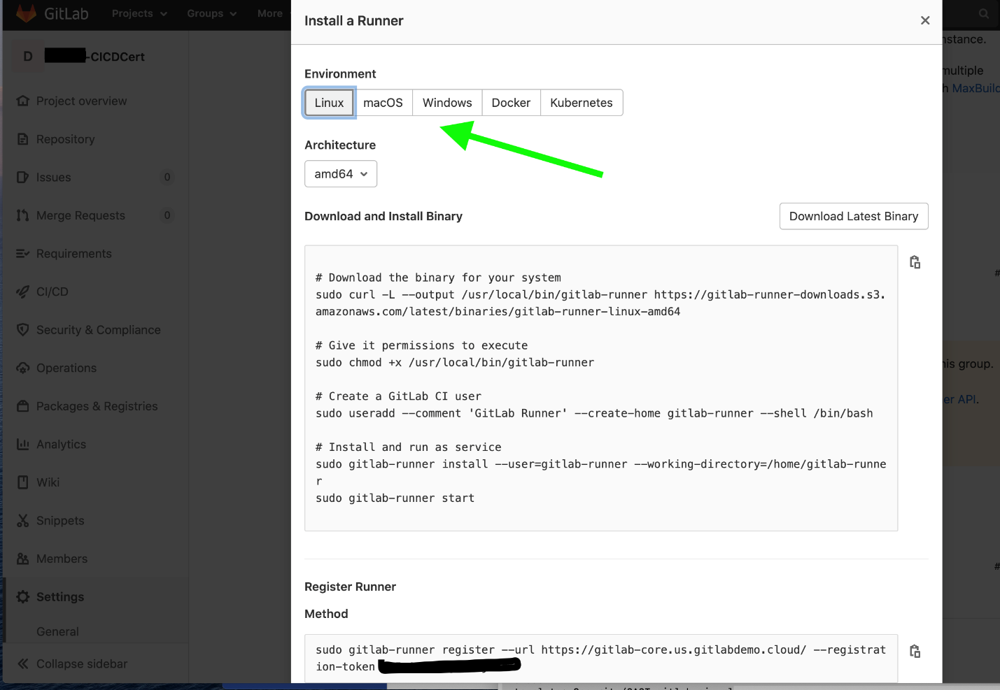 GitLab
Projects
Groups
More
D
-CICDCert
Project overview
Repository
Issues
0
Merge Requests
0
Requirements
CI/CD
Security & Compliance
Operations
Packages & Registries
Analytics
Wiki
Snippets
Members
Settings
General
Collapse sidebar
Install a Runner
Environment
Linux
macOS
Windows
Docker
Kubernetes
Architecture
amd64
Download and Install Binary
Download Latest Binary
# Download the binary for your system
sudo curl -L --output /usr/local/bin/gitlab-runner https://gitlab-runner-downloads.s3.
amazonaws.com/latest/binaries/gitlab-runner-linux-amd64
# Give it permissions to execute
sudo chmod +x /usr/local/bin/gitlab-runner
# Create a GitLab CI user
sudo useradd --comment 'GitLab Runner' --create-home gitlab-runner --shell /bin/bash
# Install and run as service
sudo gitlab-runner install --user=gitlab-runner --working-directory=/home/gitlab-runne
r
sudo gitlab-runner start
Register Runner
Method
sudo gitlab-runner register --url https://gitlab-core.us.gitlabdemo.cloud/ --registrat
ion-token
nstance.
multiple
h MaxBuild
#
his group.
er API.
#